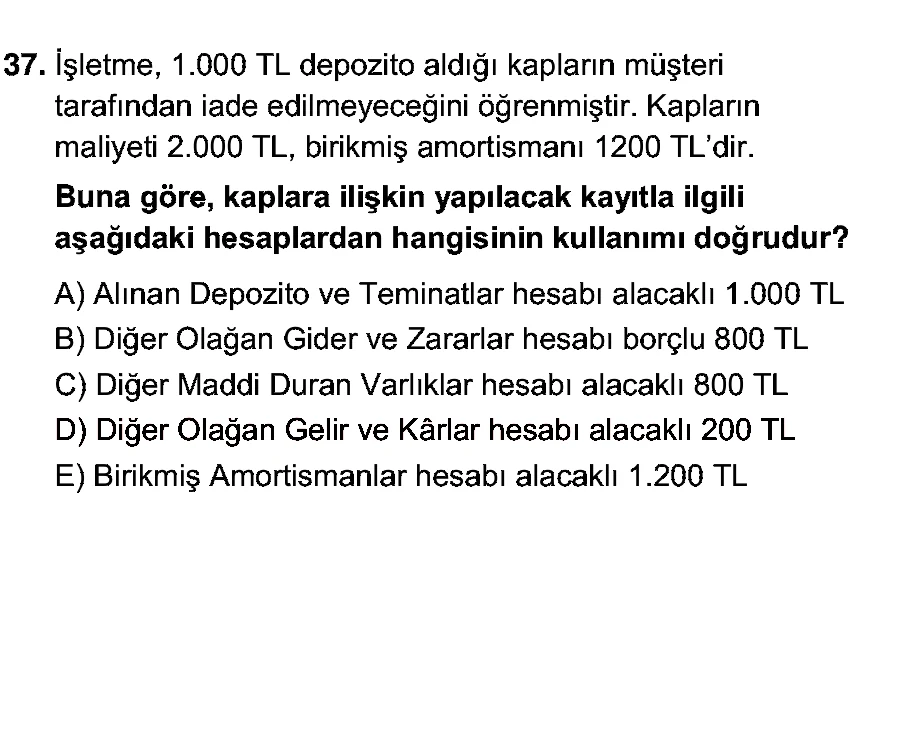 37. İşletme, 1.000 TL depozito aldığı kapların müşteri
tarafından iade edilmeyeceğini öğrenmiştir. Kapların
maliyeti 2.000 TL, birikmiş amortismanı 1200 TL’dir.
Buna göre, kaplara ilişkin yapılacak kayıtla ilgili
aşağıdaki hesaplardan hangisinin kullanımı doğrudur?
A) Alınan Depozito ve Teminatlar hesabı alacaklı 1.000 TL
B) Diğer Olağan Gider ve Zararlar hesabı borçlu 800 TL
C) Diğer Maddi Duran Varlıklar hesabı alacaklı 800 TL
D) Diğer Olağan Gelir ve Kârlar hesabı alacaklı 200 TL
E) Birikmiş Amortismanlar hesabı alacaklı 1.200 TL